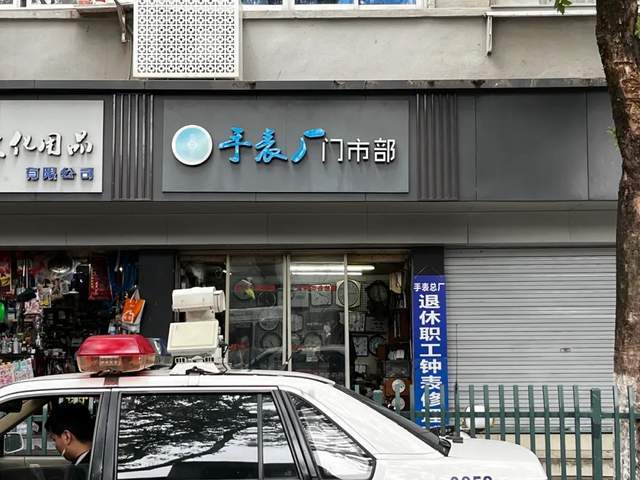 化用品
有限公司
手表厂门市部
手表总厂
退休职工钟表修